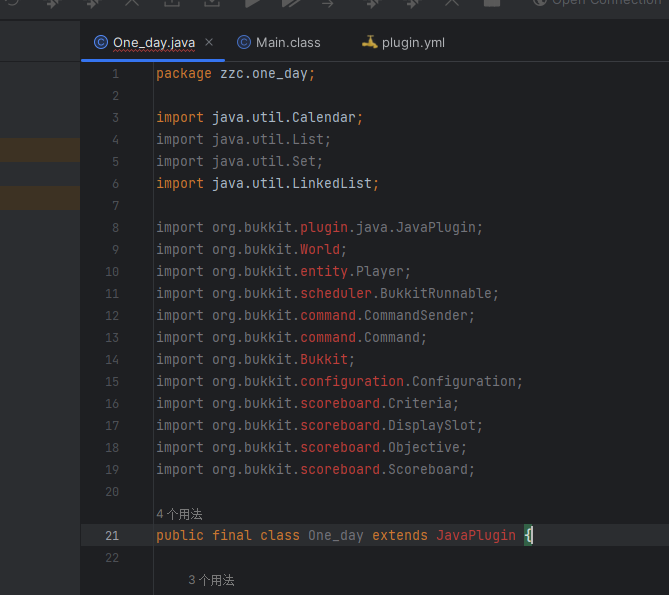 Open Connection
One_day.java
Main.class
plugin.yml
1 package zzc.one_day;
2
3 import java.util.Calendar;
4 import java.util.List;
5 import java.util.Set;
6 import java.util.LinkedList;
7
8 import org.bukkit.plugin.java.JavaPlugin;
9 import org.bukkit.World;
10 import org.bukkit.entity.Player;
11 import org.bukkit.scheduler.BukkitRunnable;
12 import org.bukkit.command.CommandSender;
13 import org.bukkit.command.Command;
14 import org.bukkit.Bukkit;
15 import org.bukkit.configuration.Configuration;
16 import org.bukkit.scoreboard.Criteria;
17 import org.bukkit.scoreboard.DisplaySlot;
18 import org.bukkit.scoreboard.Objective;
19 import org.bukkit.scoreboard.Scoreboard;
20
4 个用法
21 public final class One_day extends JavaPlugin {
22
3 个用法